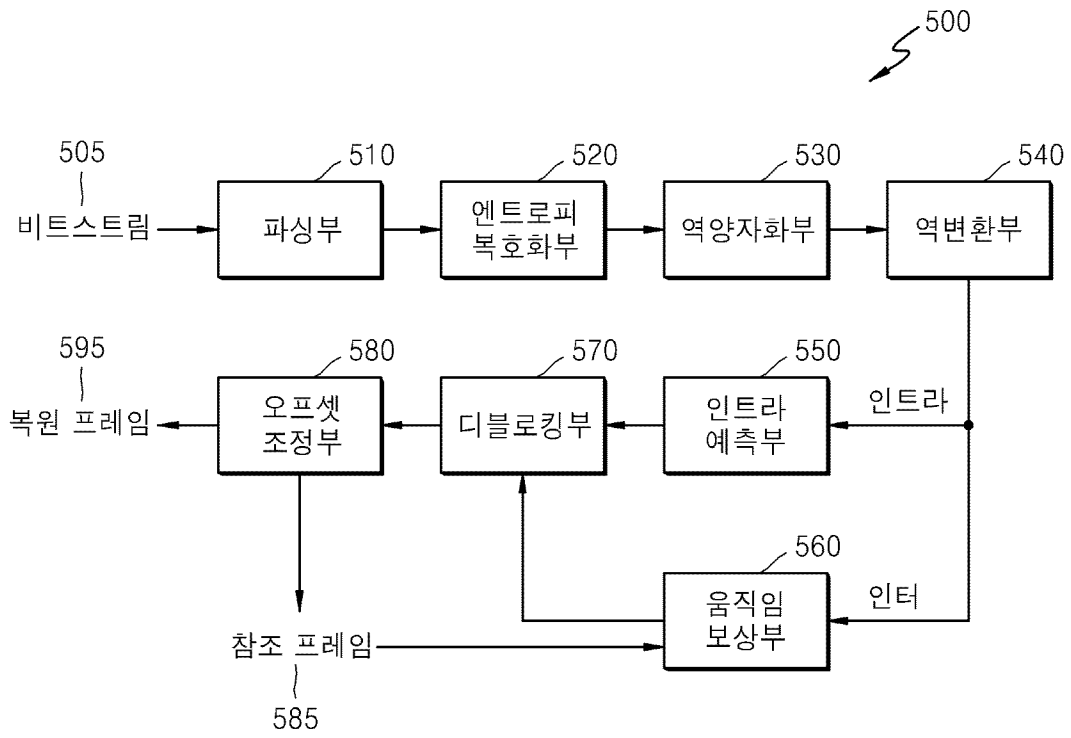 500
505
510
520
530
540
비트스트림
파싱부
엔트로피
복호화부
역양자화부
역변환부
595
580
570
550
복원 프레임
오프셋
조정부
디블로킹부
인트라
예측부
인트라
560
움직임
보상부
인터
참조 프레임
585